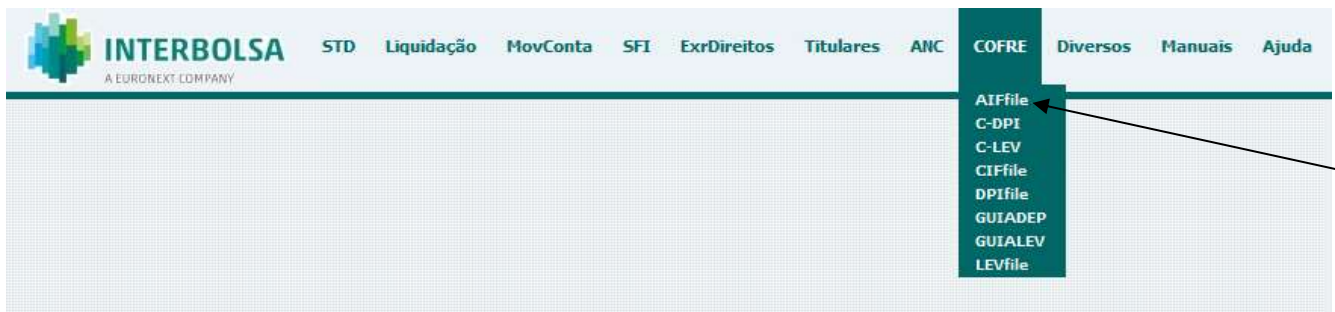 INTERBOLSA
A EURONEXT COMPANY
STD Liquidação MovConta SFI ExrDireitos Titulares ANC COFRE Diversos Manuais Ajuda
AIFfile
C-DPI
C-LEV
CIFfile
DPIfile
GUIADEP
GUIALEV
LEVfile